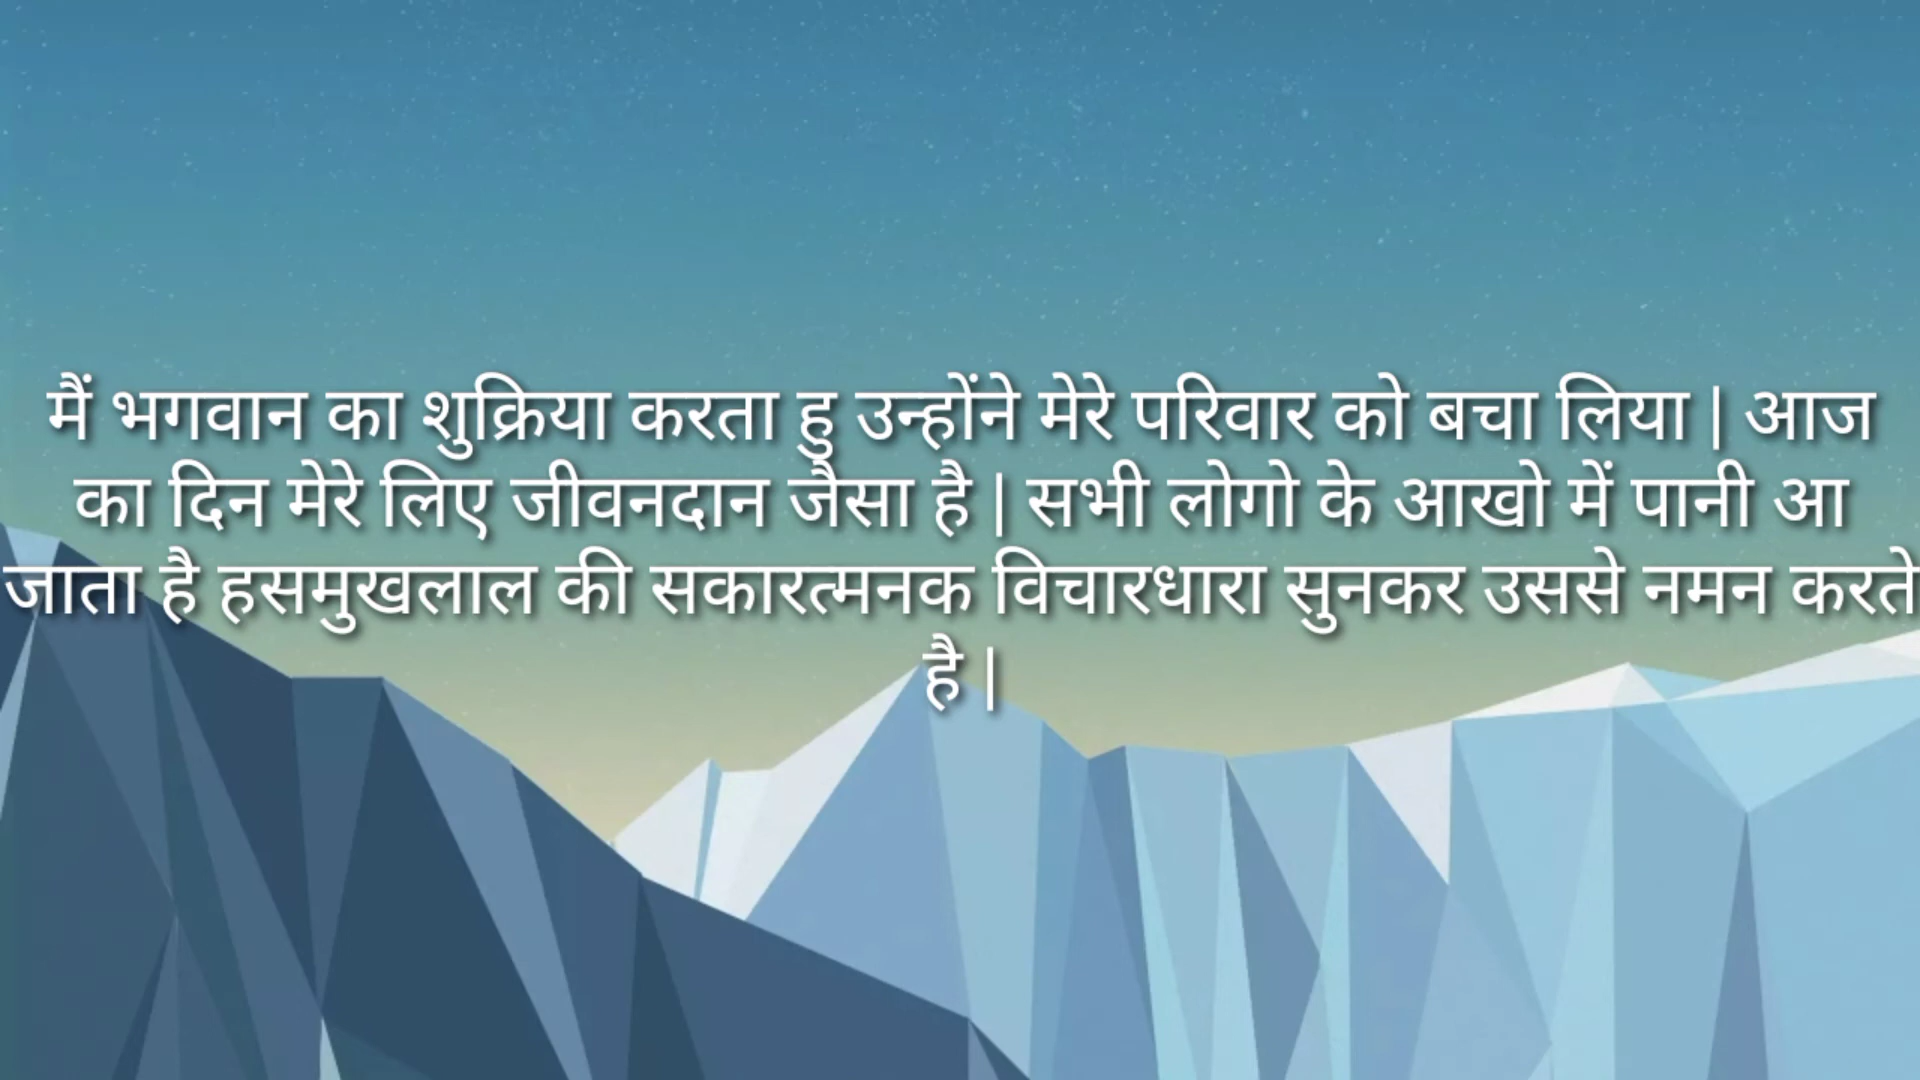 मैं भगवान का शुक्रिया करता हु उन्होंने मेरे परिवार को बचा लिया | आज
का दिन मेरे लिए जीवनदान जैसा है | सभी लोगो के आखो में पानी आ
जाता है हसमुखलाल की सकारत्मनक विचारधारा सुनकर उससे नमन करते
है |